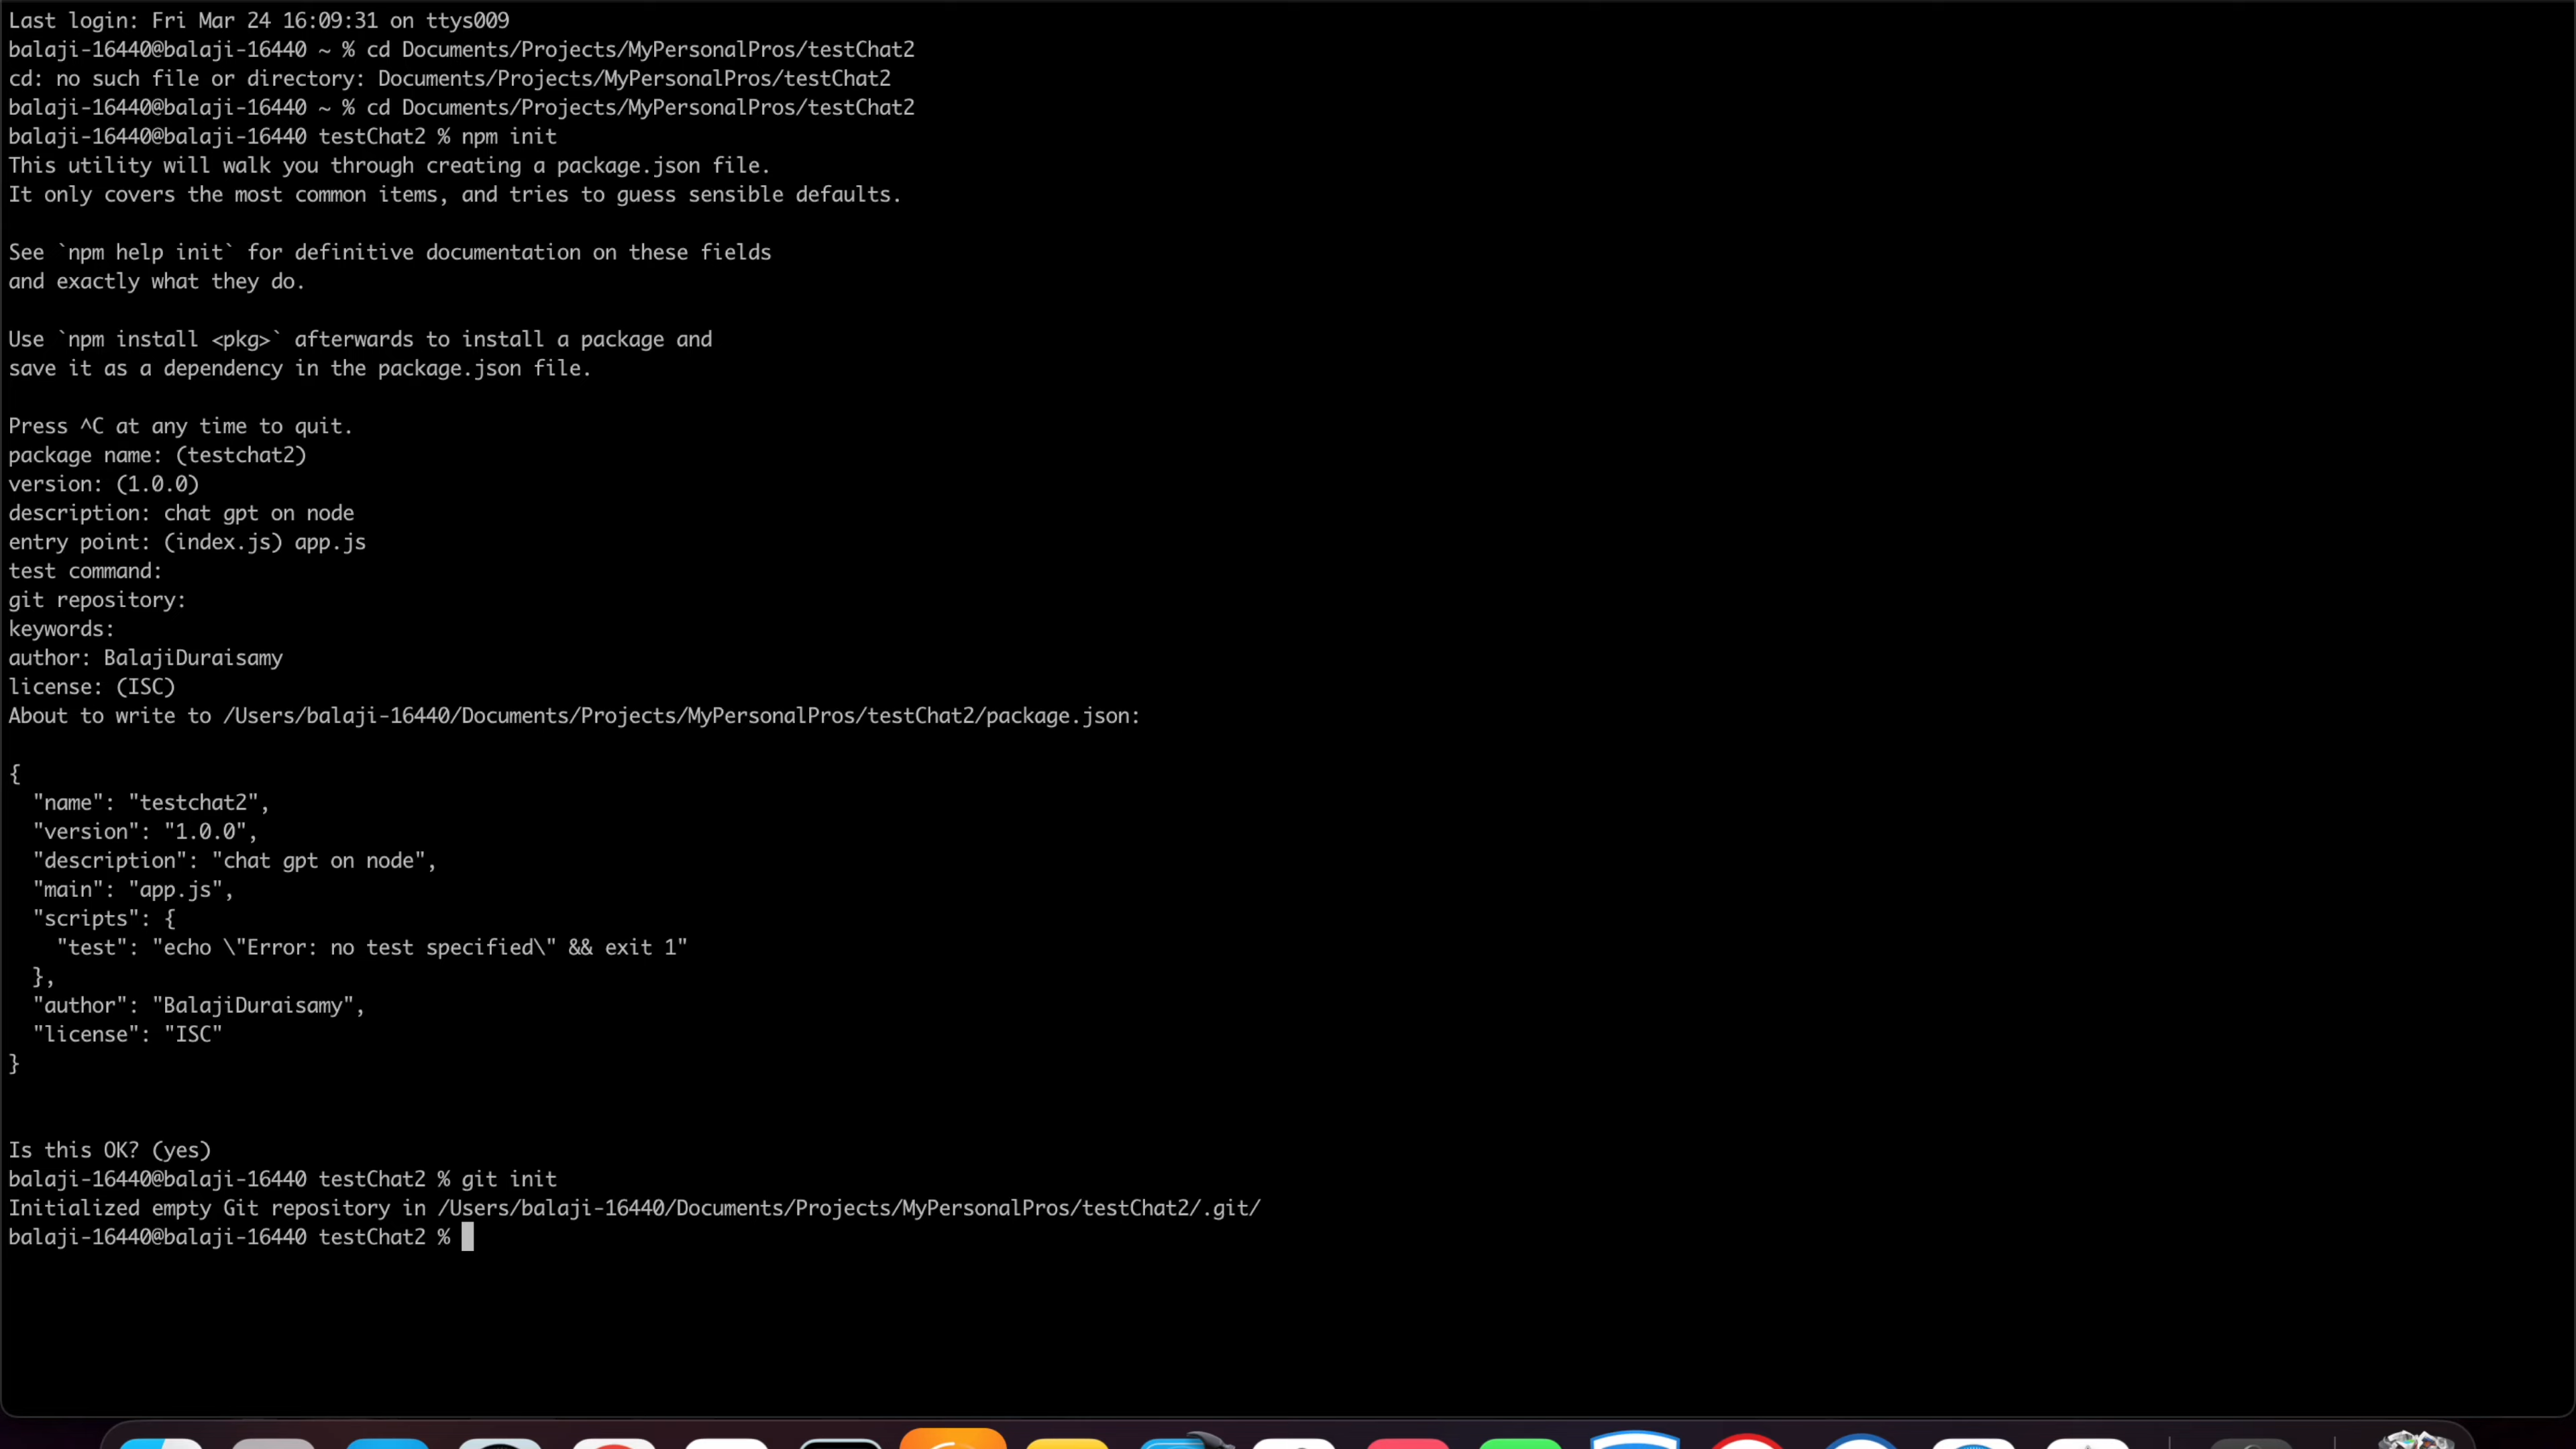 Last login: Fri Mar 24 16:09:31 on ttys009
balaji-16440@balaji-16440 ~ % cd Documents/Projects/MyPersonalPros/testChat2
cd: no such file or directory: Documents/Projects/MyPersonalPros/testChat2
balaji-16440@balaji-16440 ~ % cd Documents/Projects/MyPersonalPros/testChat2
balaji-16440@balaji-16440 testChat2 % npm init
This utility will walk you through creating a package.json file.
It only covers the most common items, and tries to guess sensible defaults.

See `npm help init` for definitive documentation on these fields
and exactly what they do.

Use `npm install <pkg>` afterwards to install a package and
save it as a dependency in the package.json file.

Press ^C at any time to quit.
package name: (testchat2)
version: (1.0.0)
description: chat gpt on node
entry point: (index.js) app.js
test command:
git repository:
keywords:
author: BalajiDuraisamy
license: (ISC)
About to write to /Users/balaji-16440/Documents/Projects/MyPersonalPros/testChat2/package.json:

{
  "name": "testchat2",
  "version": "1.0.0",
  "description": "chat gpt on node",
  "main": "app.js",
  "scripts": {
    "test": "echo \"Error: no test specified\" && exit 1"
  },
  "author": "BalajiDuraisamy",
  "license": "ISC"
}

Is this OK? (yes)
balaji-16440@balaji-16440 testChat2 % git init
Initialized empty Git repository in /Users/balaji-16440/Documents/Projects/MyPersonalPros/testChat2/.git/
balaji-16440@balaji-16440 testChat2 %